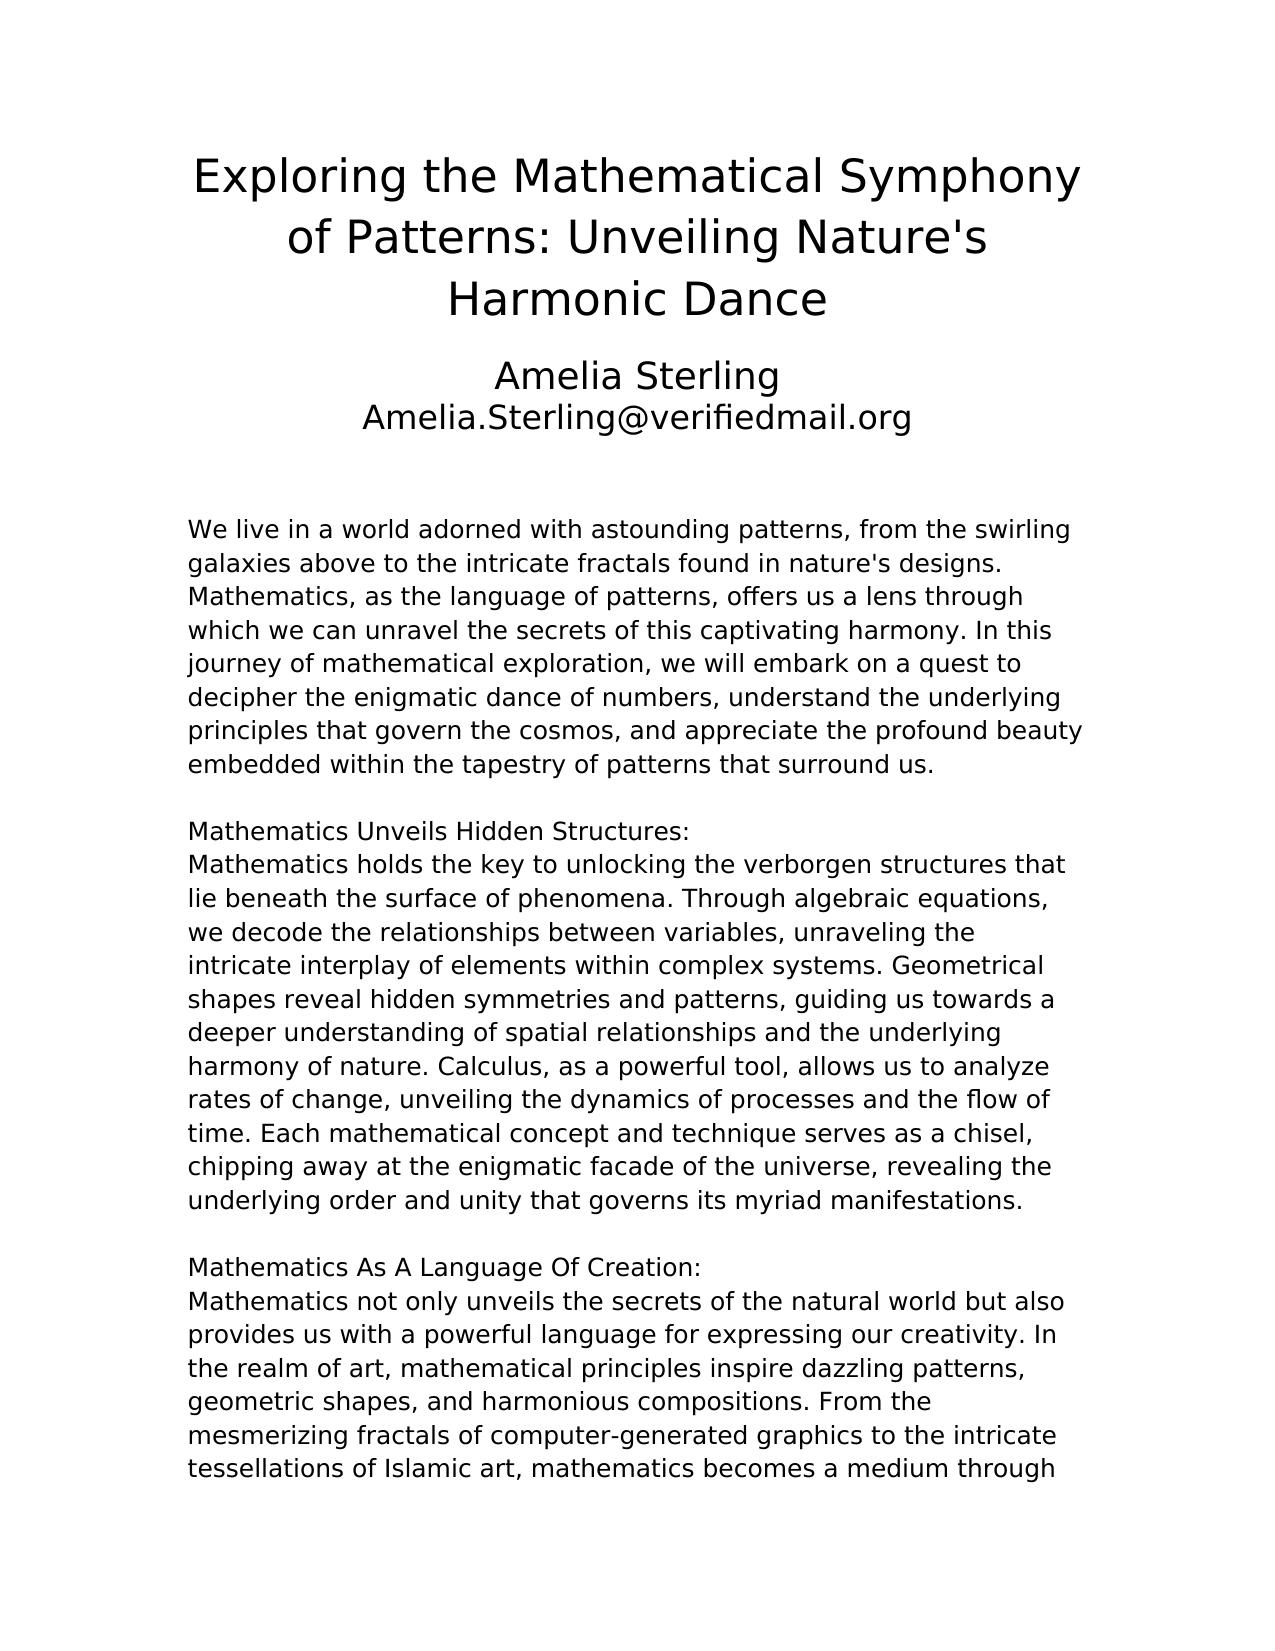 Exploring the Mathematical Symphony
of Patterns: Unveiling Nature's
Harmonic Dance
Amelia Sterling
Amelia.Sterling@verifiedmail.org
We live in a world adorned with astounding patterns, from the swirling
galaxies above to the intricate fractals found in nature's designs.
Mathematics, as the language of patterns, offers us a lens through
which we can unravel the secrets of this captivating harmony. In this
journey of mathematical exploration, we will embark on a quest to
decipher the enigmatic dance of numbers, understand the underlying
principles that govern the cosmos, and appreciate the profound beauty
embedded within the tapestry of patterns that surround us.
Mathematics Unveils Hidden Structures:
Mathematics holds the key to unlocking the verborgen structures that
lie beneath the surface of phenomena. Through algebraic equations,
we decode the relationships between variables, unraveling the
intricate interplay of elements within complex systems. Geometrical
shapes reveal hidden symmetries and patterns, guiding us towards a
deeper understanding of spatial relationships and the underlying
harmony of nature. Calculus, as a powerful tool, allows us to analyze
rates of change, unveiling the dynamics of processes and the flow of
time. Each mathematical concept and technique serves as a chisel,
chipping away at the enigmatic facade of the universe, revealing the
underlying order and unity that governs its myriad manifestations.
Mathematics As A Language Of Creation:
Mathematics not only unveils the secrets of the natural world but also
provides us with a powerful language for expressing our creativity. In
the realm of art, mathematical principles inspire dazzling patterns,
geometric shapes, and harmonious compositions. From the
mesmerizing fractals of computer-generated graphics to the intricate
tessellations of Islamic art, mathematics becomes a medium through